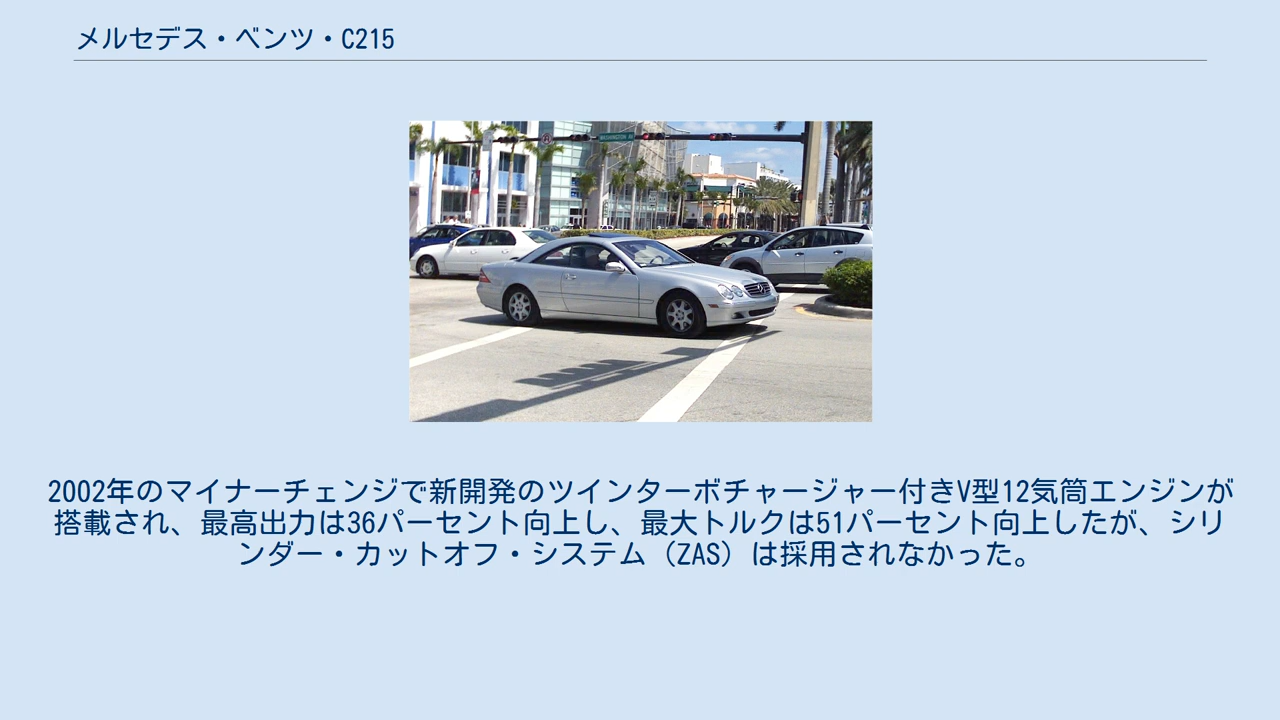 メルセデス・ベンツ・C215
WASHINGTON AV
2002年のマイナーチェンジで新開発のツインターボチャージャー付きV型12気筒エンジンが
搭載され、最高出力は36パーセント向上し、最大トルクは51パーセント向上したが、シリ
ンダー・カットオフ・システム（ZAS）は採用されなかった。